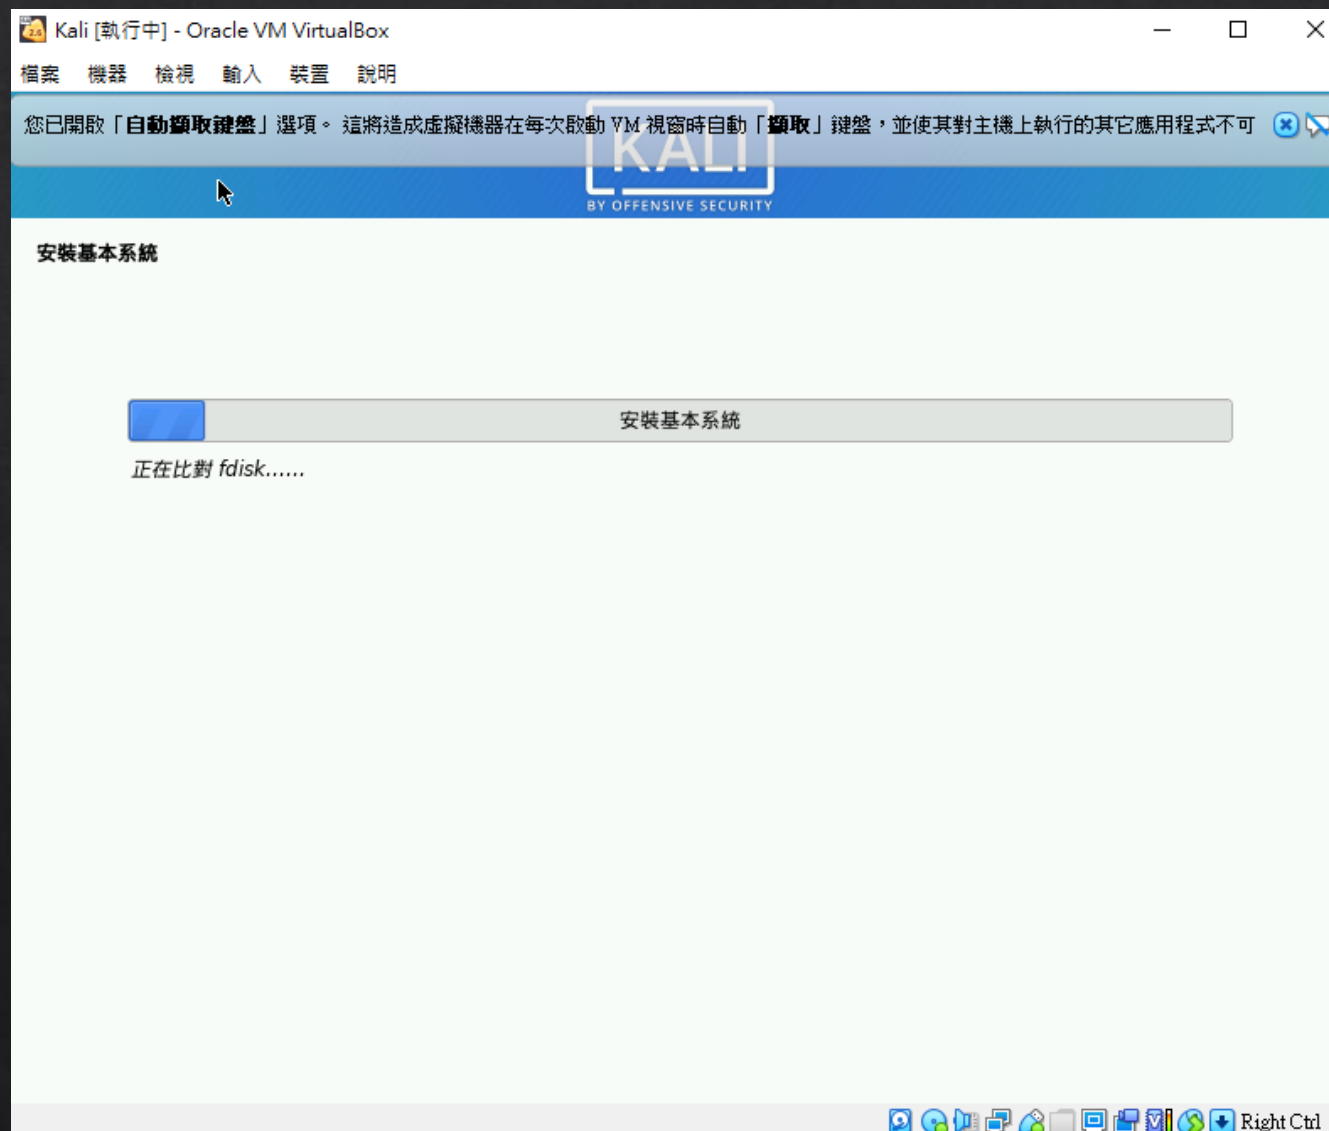 Kali [執行中] - Oracle VM VirtualBox
檔案 機器 檢視 輸入 裝置 說明
您已開啟「自動擷取鍵盤」選項。 這將造成虛擬機器在每次啟動 VM 視窗時自動「擷取」鍵盤，並使其對主機上執行的其它應用程式不可
KALI
BY OFFENSIVE SECURITY
安裝基本系統
安裝基本系統
正在比對 fdisk......
Right Ctrl